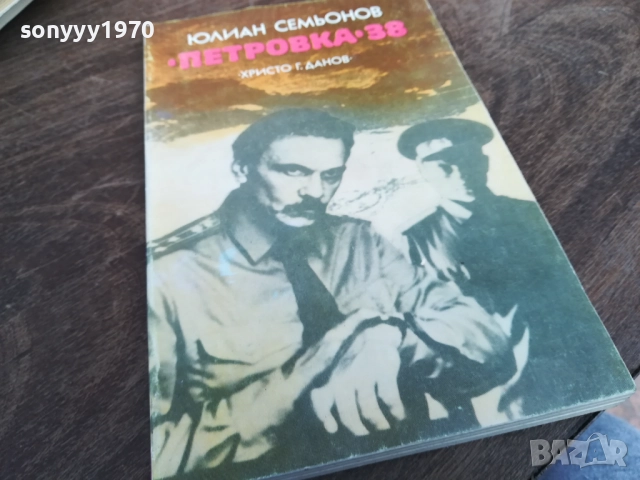 sonyyy1970
ЮЛИАН СЕМЬОНОВ
•ПЕТРОВКА•38
•ХРИСТО Г. ДАНОВ•
BAZAR